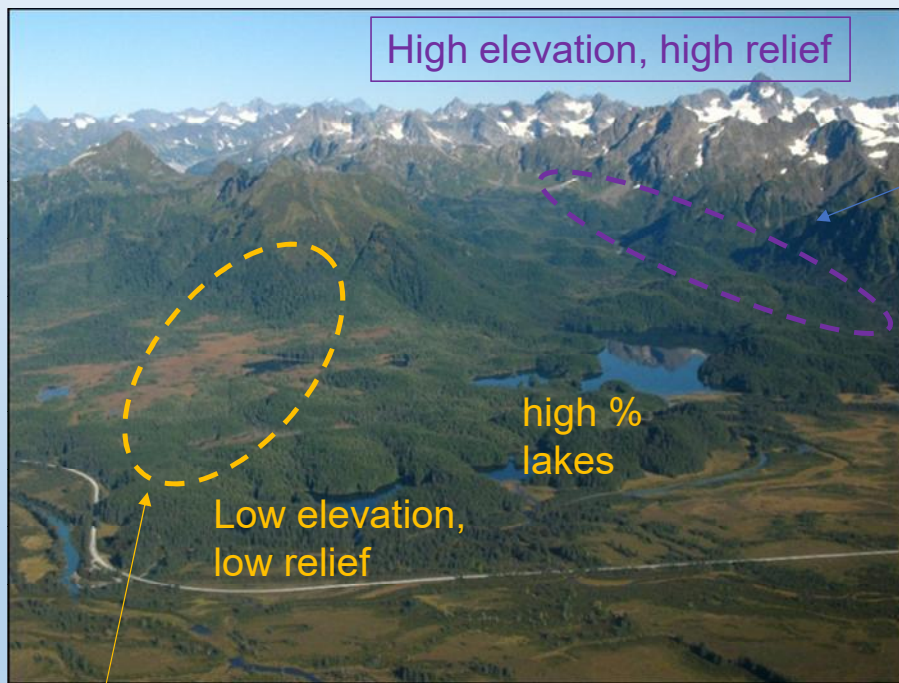 High elevation, high relief
high %
lakes
Low elevation,
low relief